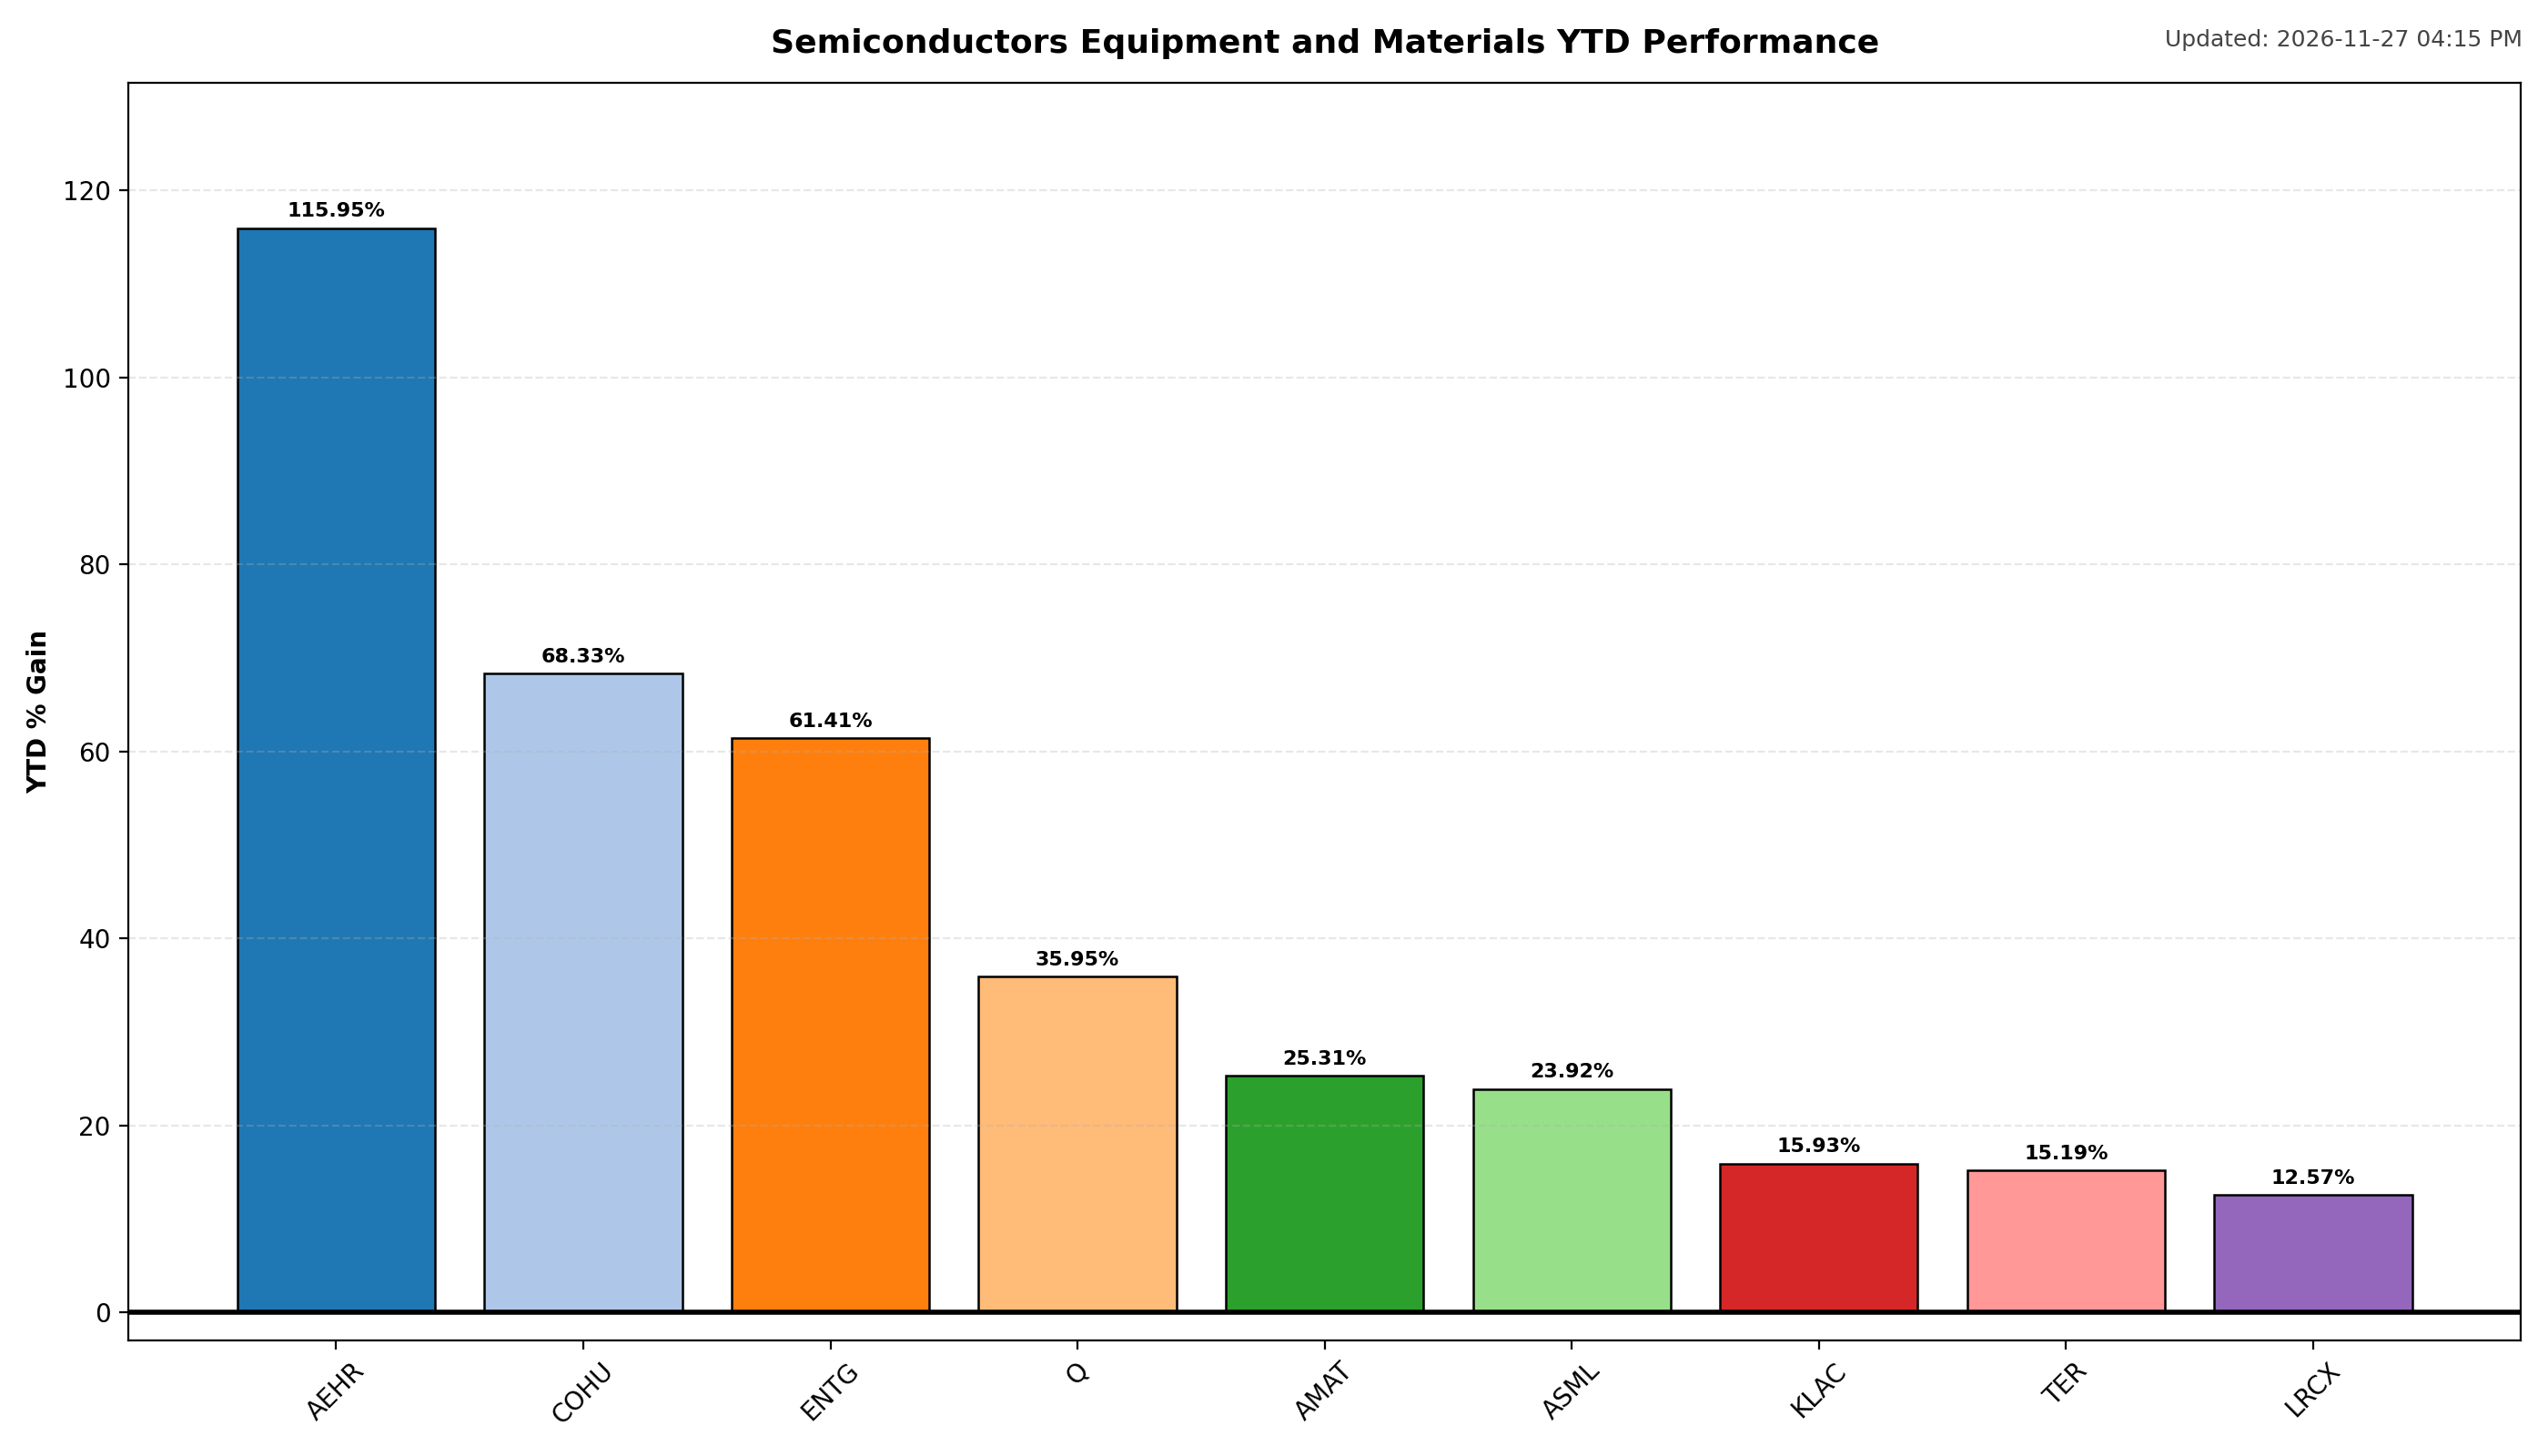 Semiconductors Equipment and Materials YTD Performance
Updated: 2026-11-27 04:15 PM
YTD % Gain
120
100
80
60
40
20
0
115.95%
68.33%
61.41%
35.95%
25.31%
23.92%
15.93%
15.19%
12.57%
AEHR
COHU
ENTG
Q
AMAT
ASML
KLAC
TER
LRCX